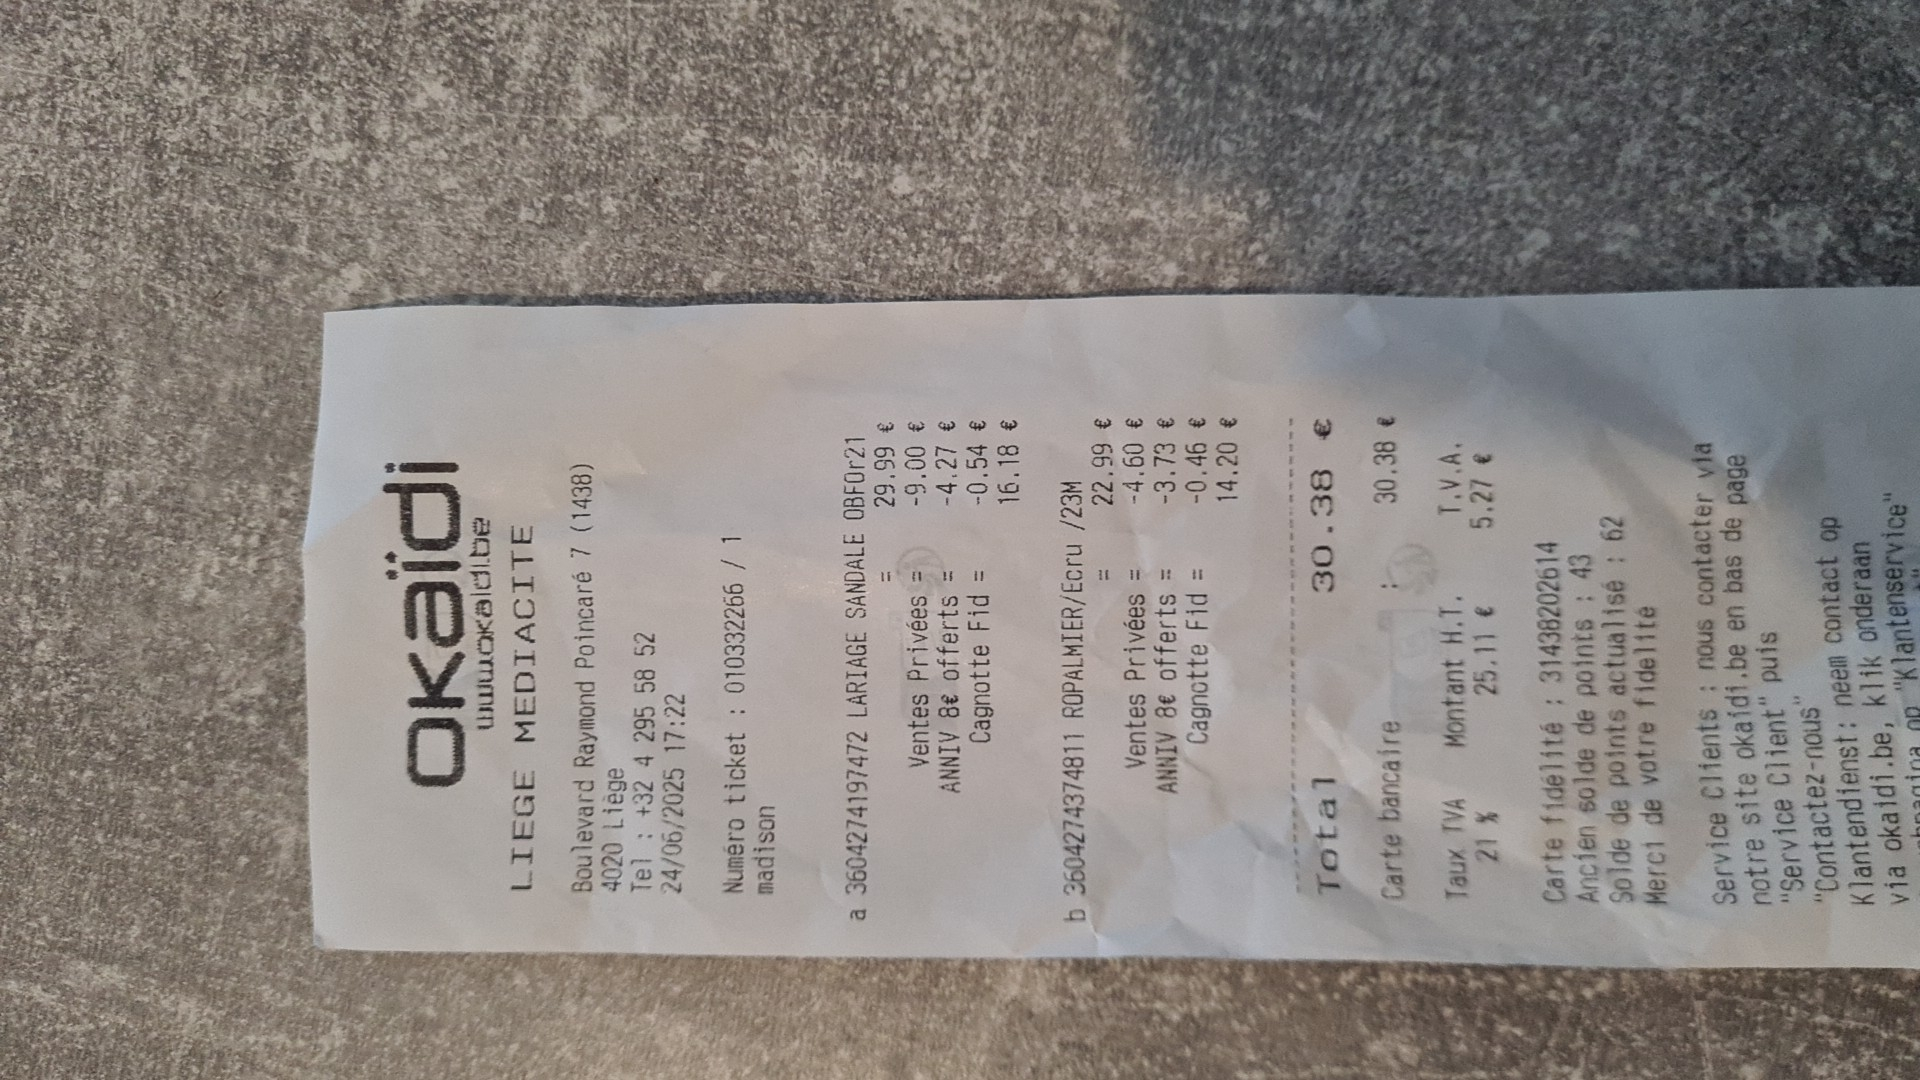 okaïdi
www.okaidi.be
LIEGE MEDIACITE
Boulevard Raymond Poincaré 7 (1438)
4020 Liège
Tel : +32 4 295 58 52
24/06/2025 17:22
Numéro ticket : 010332266 / 1
madison
a 3604274197472 LARIAGE SANDALE OBFOr21
= 29.99 €
Ventes Privées = -9.00 €
ANNIV 8€ offerts = -4.27 €
Cagnotte Fid = -0.54 €
16.18 €
b 3604274374811 ROPALMIER/Ecru /23M
= 22.99 €
Ventes Privées = -4.60 €
ANNIV 8€ offerts = -3.73 €
Cagnotte Fid = -0.46 €
14.20 €
Total 30.38 €
Carte bancaire : 30.38 €
Taux TVA Montant H.T. T.V.A.
21 % 25.11 € 5.27 €
Carte fidélité : 3143820 2614
Ancien solde de points : 43
Solde de points actualisé : 62
Merci de votre fidelité
Service Clients : nous contacter via
notre site okaidi.be en bas de page
"Service Client" puis
"Contactez-nous"
Klantendienst: neem contact op
via okaidi.be, klik onderaan
op "Klantenservice"